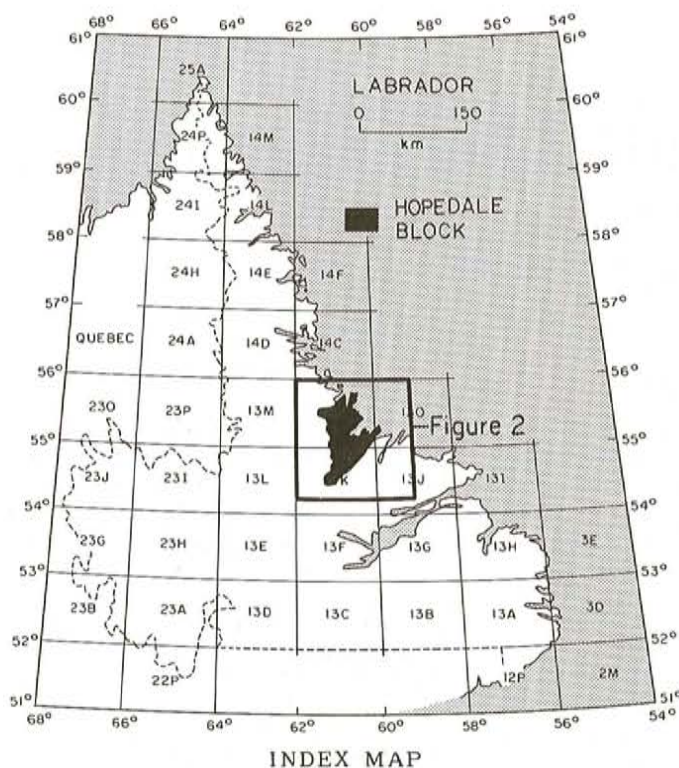 68° 66° 64° 62° 60° 58° 56°
61° 61°
25A
LABRADOR
60° 60°
0 150
km
24P 14M
59° 59°
24I 14L
HOPEDALE
BLOCK
58° 58°
24H 14E 14F
57° 57°
QUEBEC 24A 14D 14C
56° 56°
23O 23P 13M
Figure 2
55° 55°
23J 23I 13L 13J 13I
54° 54°
23G 23H 13E 13F 13G 13H 3E
53° 53°
23B 23A 13D 13C 13B 13A 3D
52° 52°
22P 12P 2M
51° 51°
68° 66° 64° 62° 60° 58° 56° 54°
INDEX MAP